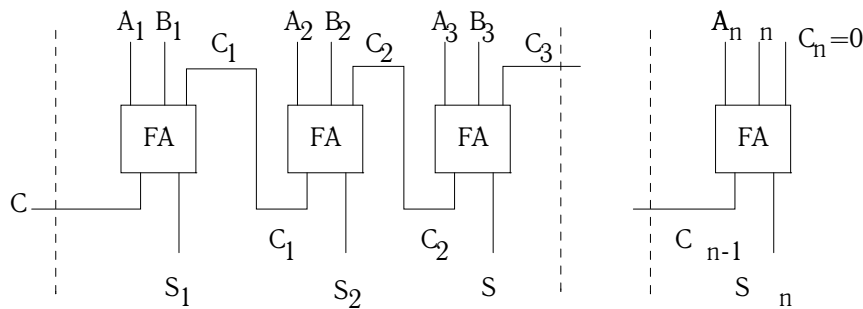 A1 B1 C1 A2 B2 C2 A3 B3 C3 An n Cn=0
FA FA FA FA
C C1 C2 C n-1
S1 S2 S S n